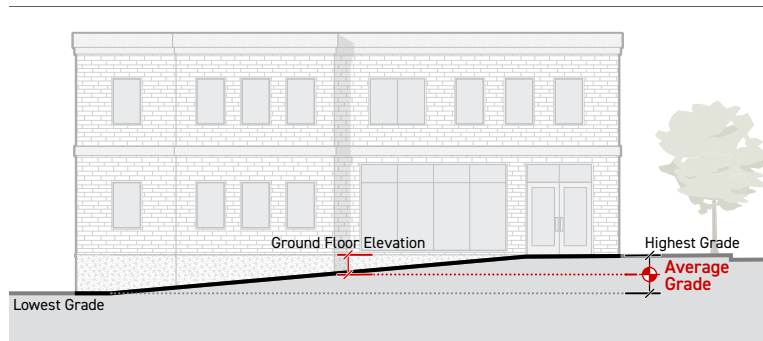 Ground Floor Elevation
Highest Grade
Average
Grade
Lowest Grade